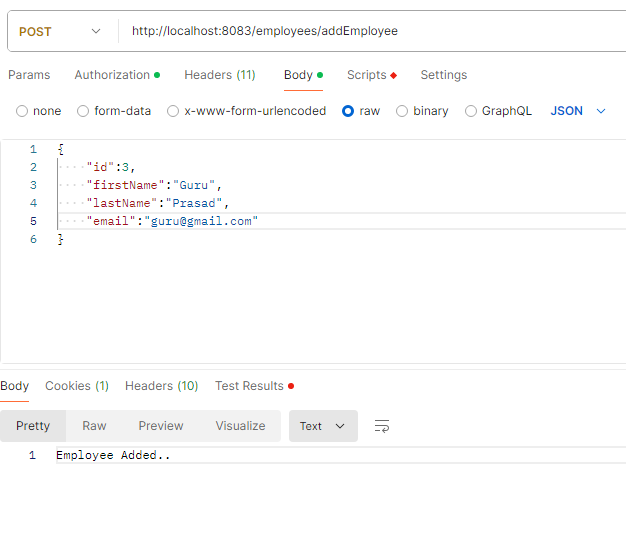 POST http://localhost:8083/employees/addEmployee
Params Authorization Headers (11) Body Scripts Settings
none form-data x-www-form-urlencoded raw binary GraphQL JSON
1 {
2 "id":3,
3 "firstName":"Guru",
4 "lastName":"Prasad",
5 "email":"guru@gmail.com"
6 }
Body Cookies (1) Headers (10) Test Results
Pretty Raw Preview Visualize Text
1 Employee Added..